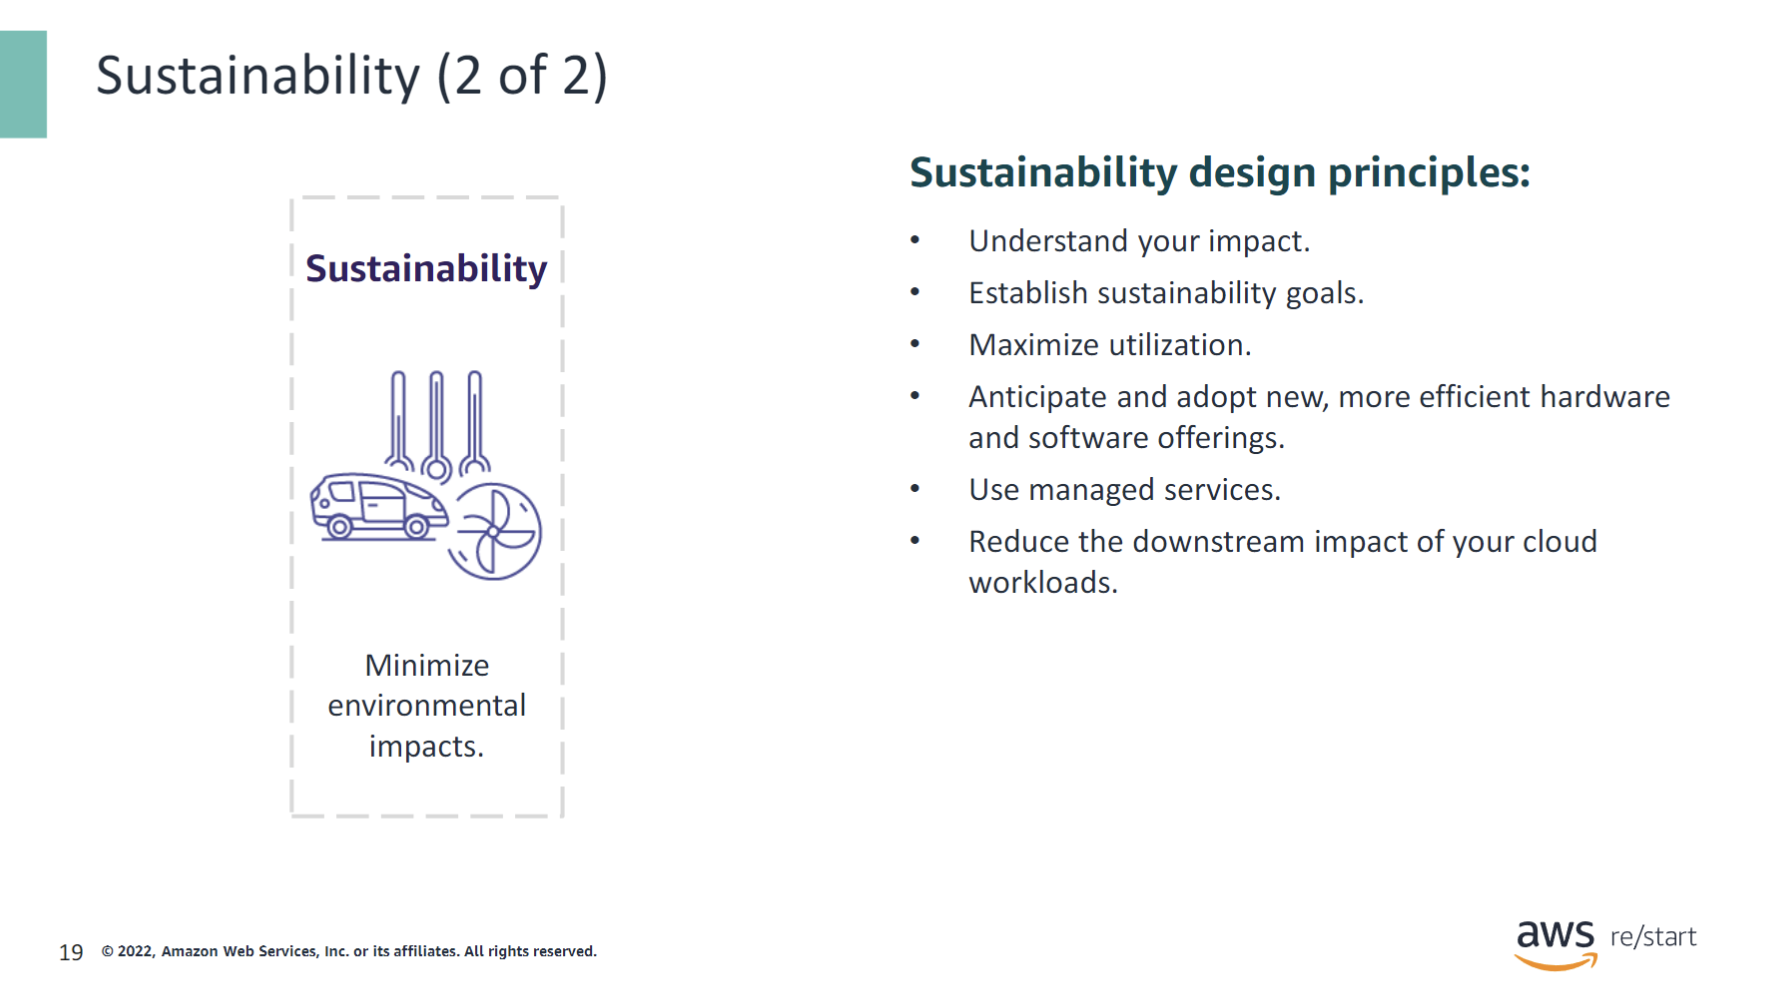 Sustainability (2 of 2)
Sustainability
Minimize
environmental
impacts.
Sustainability design principles:
• Understand your impact.
• Establish sustainability goals.
• Maximize utilization.
• Anticipate and adopt new, more efficient hardware
and software offerings.
• Use managed services.
• Reduce the downstream impact of your cloud
workloads.
19 © 2022, Amazon Web Services, Inc. or its affiliates. All rights reserved.
aws re/start